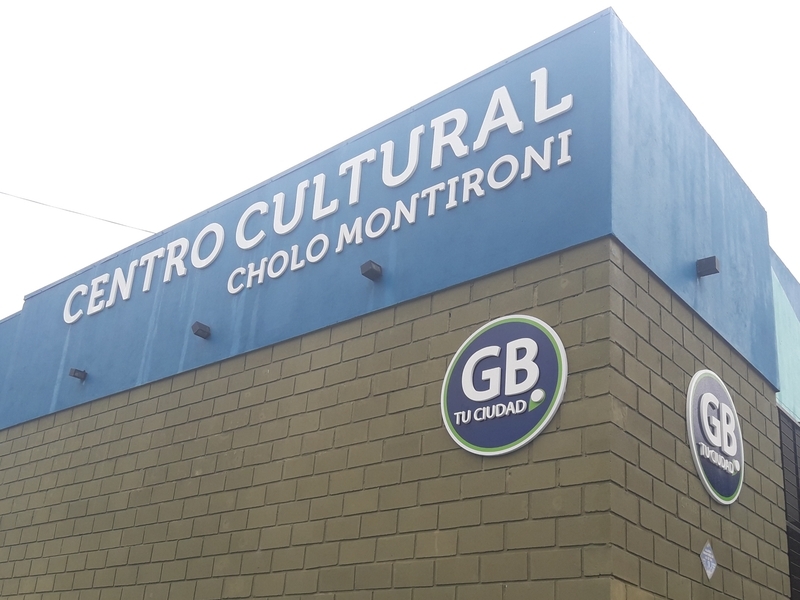 CENTRO CULTURAL
CHOLO MONTIRONI
GB
TU CIUDAD
GB
TU CIUDAD